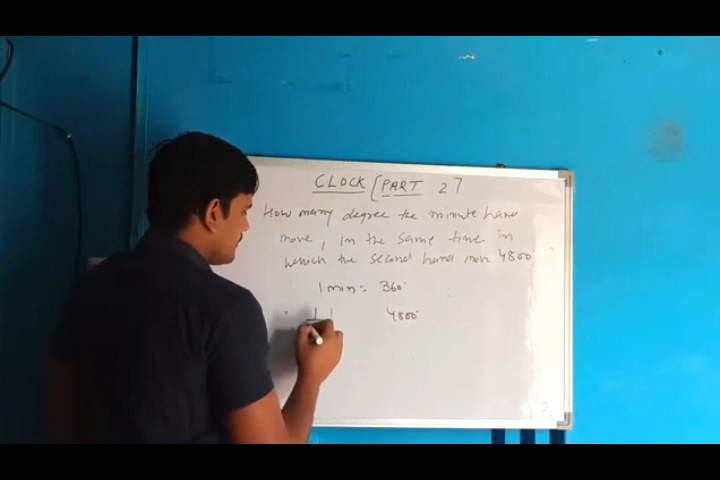 CLOCK [PART 2]
How many degree the minute hand
move, in the same time in
which the second hand move 4800°
1 min = 360°
4800°